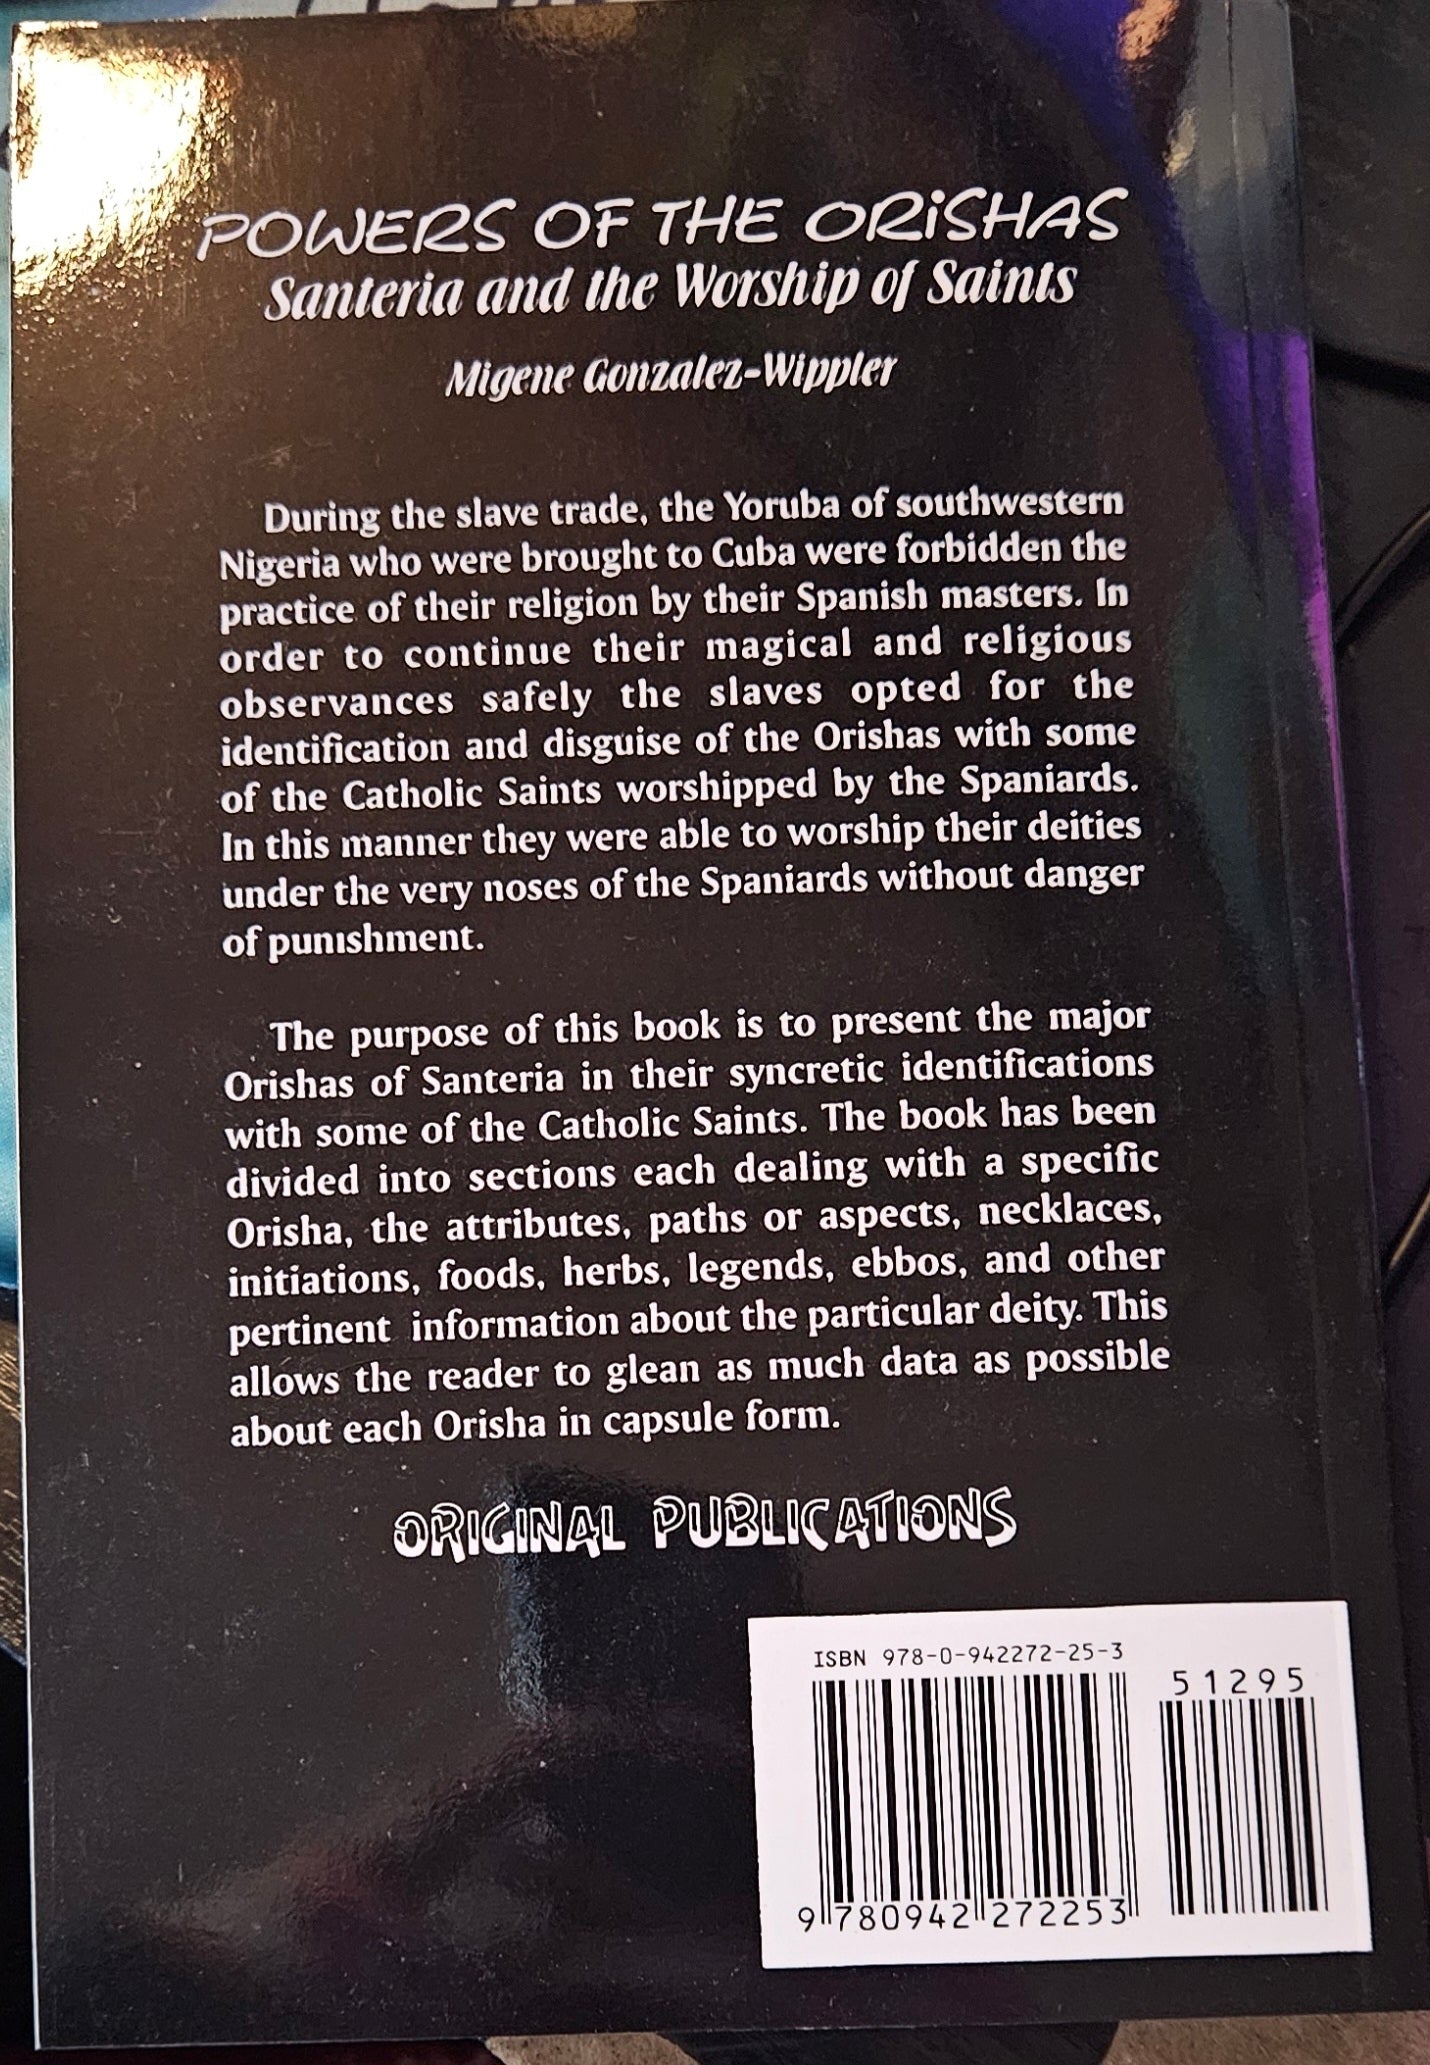 POWERS OF THE ORiSHAS
Santeria and the Worship of Saints
Migene Gonzalez-Wippler
During the slave trade, the Yoruba of southwestern
Nigeria who were brought to Cuba were forbidden the
practice of their religion by their Spanish masters. In
order to continue their magical and religious
observances safely the slaves opted for the
identification and disguise of the Orishas with some
of the Catholic Saints worshipped by the Spaniards.
In this manner they were able to worship their deities
under the very noses of the Spaniards without danger
of punishment.
The purpose of this book is to present the major
Orishas of Santeria in their syncretic identifications
with some of the Catholic Saints. The book has been
divided into sections each dealing with a specific
Orisha, the attributes, paths or aspects, necklaces,
initiations, foods, herbs, legends, ebbos, and other
pertinent information about the particular deity. This
allows the reader to glean as much data as possible
about each Orisha in capsule form.
ORIGINAL PUBLICATIONS
ISBN 978-0-942272-25-3
51295
9 780942 272253